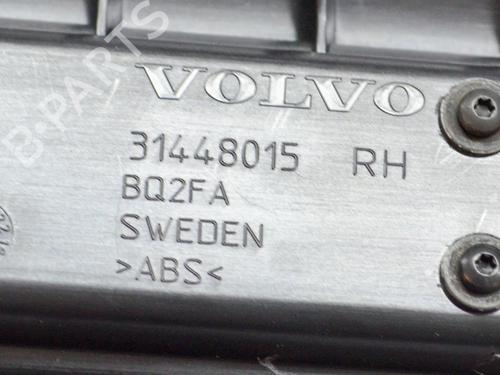 B-PARTS
VOLVO
31448015 RH
BQ2FA
SWEDEN
>ABS<